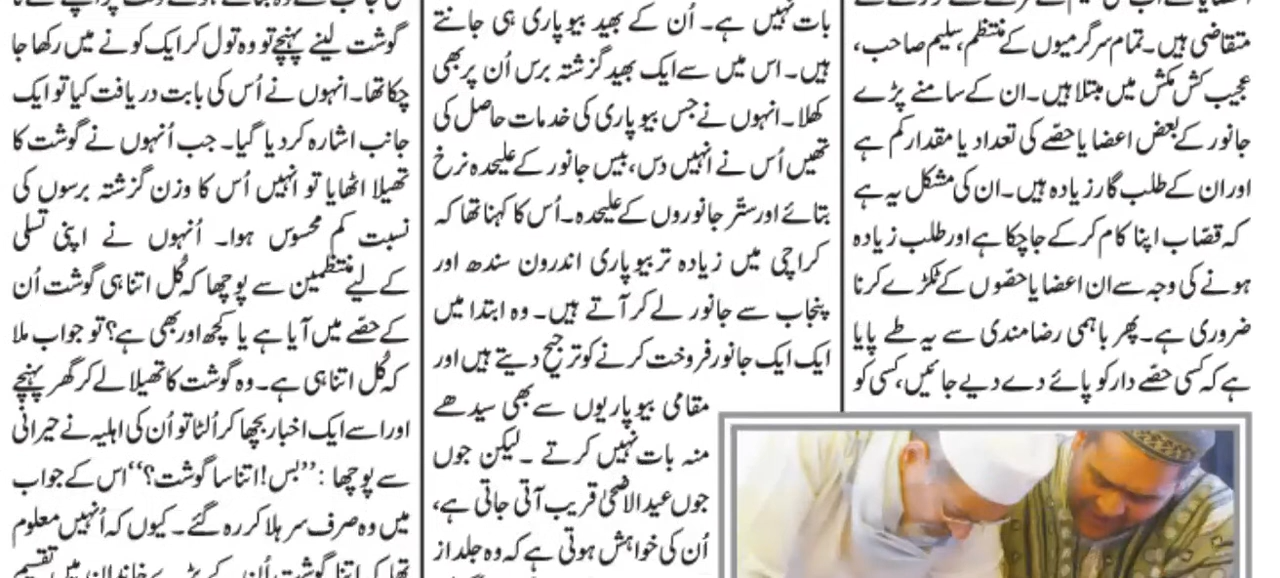 متقاضی ہیں۔تمام سرگرمیوں کے منتظم،سلیم صاحب،
عجیب کش مکش میں مبتلا ہیں۔ان کے سامنے پڑے
جانور کے بعض اعضا یا حصّے کی تعداد یا مقدار کم ہے
اور ان کے طلب گار زیادہ ہیں۔ان کی مشکل یہ ہے
کہ قصّاب اپنا کام کرکے جاچکا ہے اور طلب زیادہ
ہونے کی وجہ سے ان اعضا یا حصّوں کے ٹکڑے کرنا
ضروری ہے۔پھر باہمی رضامندی سے یہ طے پایا
ہے کہ کسی حصّے دار کو پائے دے دیے جائیں،کسی کو
بات نہیں ہے۔ اُن کے بھید بیوپاری ہی جانتے
ہیں۔اس میں سے ایک بھید گزشتہ برس اُن پر بھی
کھلا۔انہوں نے جس بیوپاری کی خدمات حاصل کی
تھیں اُس نے انہیں دس،بیس جانور کے علیحدہ نرخ
بتائے اور ستّر جانوروں کے علیحدہ۔اُس کا کہنا تھا کہ
کراچی میں زیادہ تر بیوپاری اندرون سندھ اور
پنجاب سے جانور لے کر آتے ہیں۔ وہ ابتدا میں
ایک ایک جانور فروخت کرنے کو ترجیح دیتے ہیں اور
مقامی بیوپاریوں سے بھی سیدھے
منہ بات نہیں کرتے ۔لیکن جوں
جوں عیدالاضحیٰ قریب آتی جاتی ہے،
اُن کی خواہش ہوتی ہے کہ وہ جلد از
گوشت لینے پہنچے تو وہ تول کر ایک کونے میں رکھا جا
چکا تھا۔انہوں نے اُس کی بابت دریافت کیا تو ایک
جانب اشارہ کردیا گیا۔ جب اُنہوں نے گوشت کا
تھیلا اٹھایا تو انہیں اُس کا وزن گزشتہ برسوں کی
نسبت کم محسوس ہوا۔ اُنہوں نے اپنی تسلی
کے لیے منتظمین سے پوچھا کہ کُل اتنا ہی گوشت اُن
کے حصّے میں آیا ہے یا کچھ اور بھی ہے؟تو جواب ملا
کہ کُل اتنا ہی ہے۔وہ گوشت کا تھیلا لے کر گھر پہنچے
اور اسے ایک اخبار بچھا کر اُلٹا تو اُن کی اہلیہ نے حیرانی
سے پوچھا :’’بس!اتنا سا گوشت؟‘‘اس کے جواب
میں وہ صرف سر ہلا کر رہ گئے۔کیوں کہ اُنہیں معلوم
تھا کہ اتنا گوشت اُن کے بڑے خاندان میں تقسیم